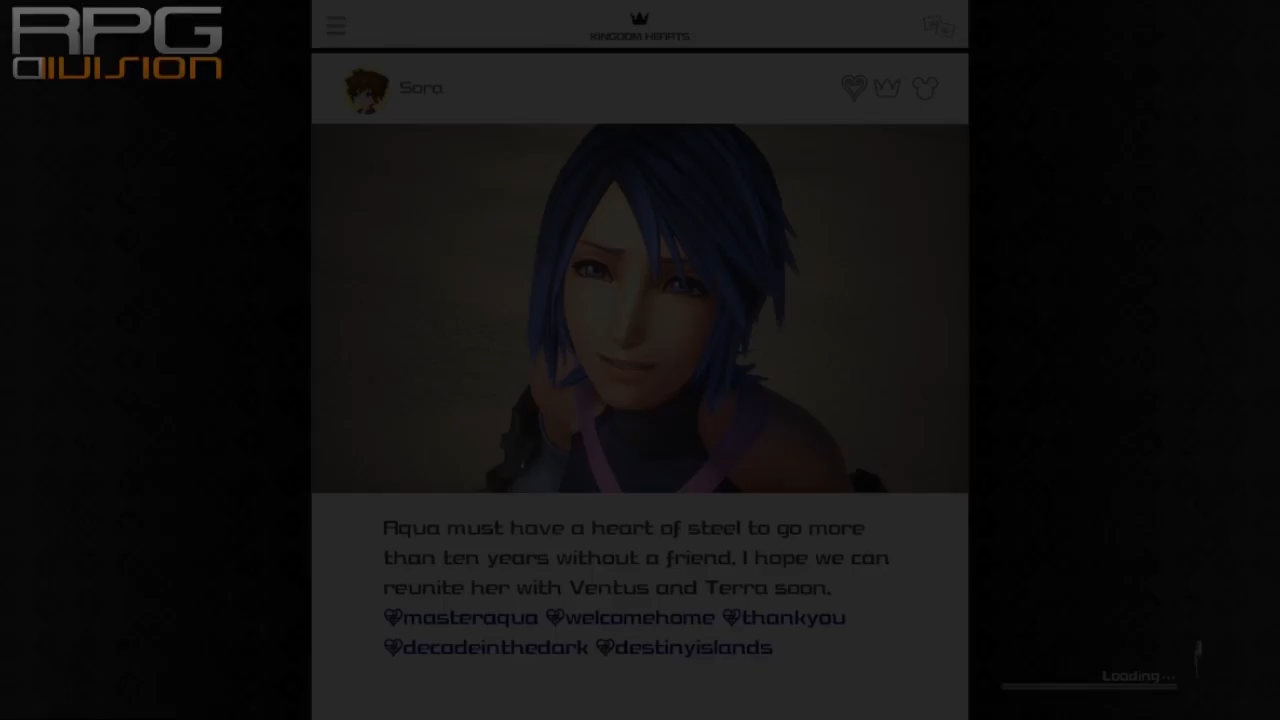 RPG
DIVISION
KINGDOM HEARTS
Sora
Aqua must have a heart of steel to go more
than ten years without a friend. I hope we can
reunite her with Ventus and Terra soon.
masteraqua welcomehome thankyou
decadeinthedark destinyislands
Loading...